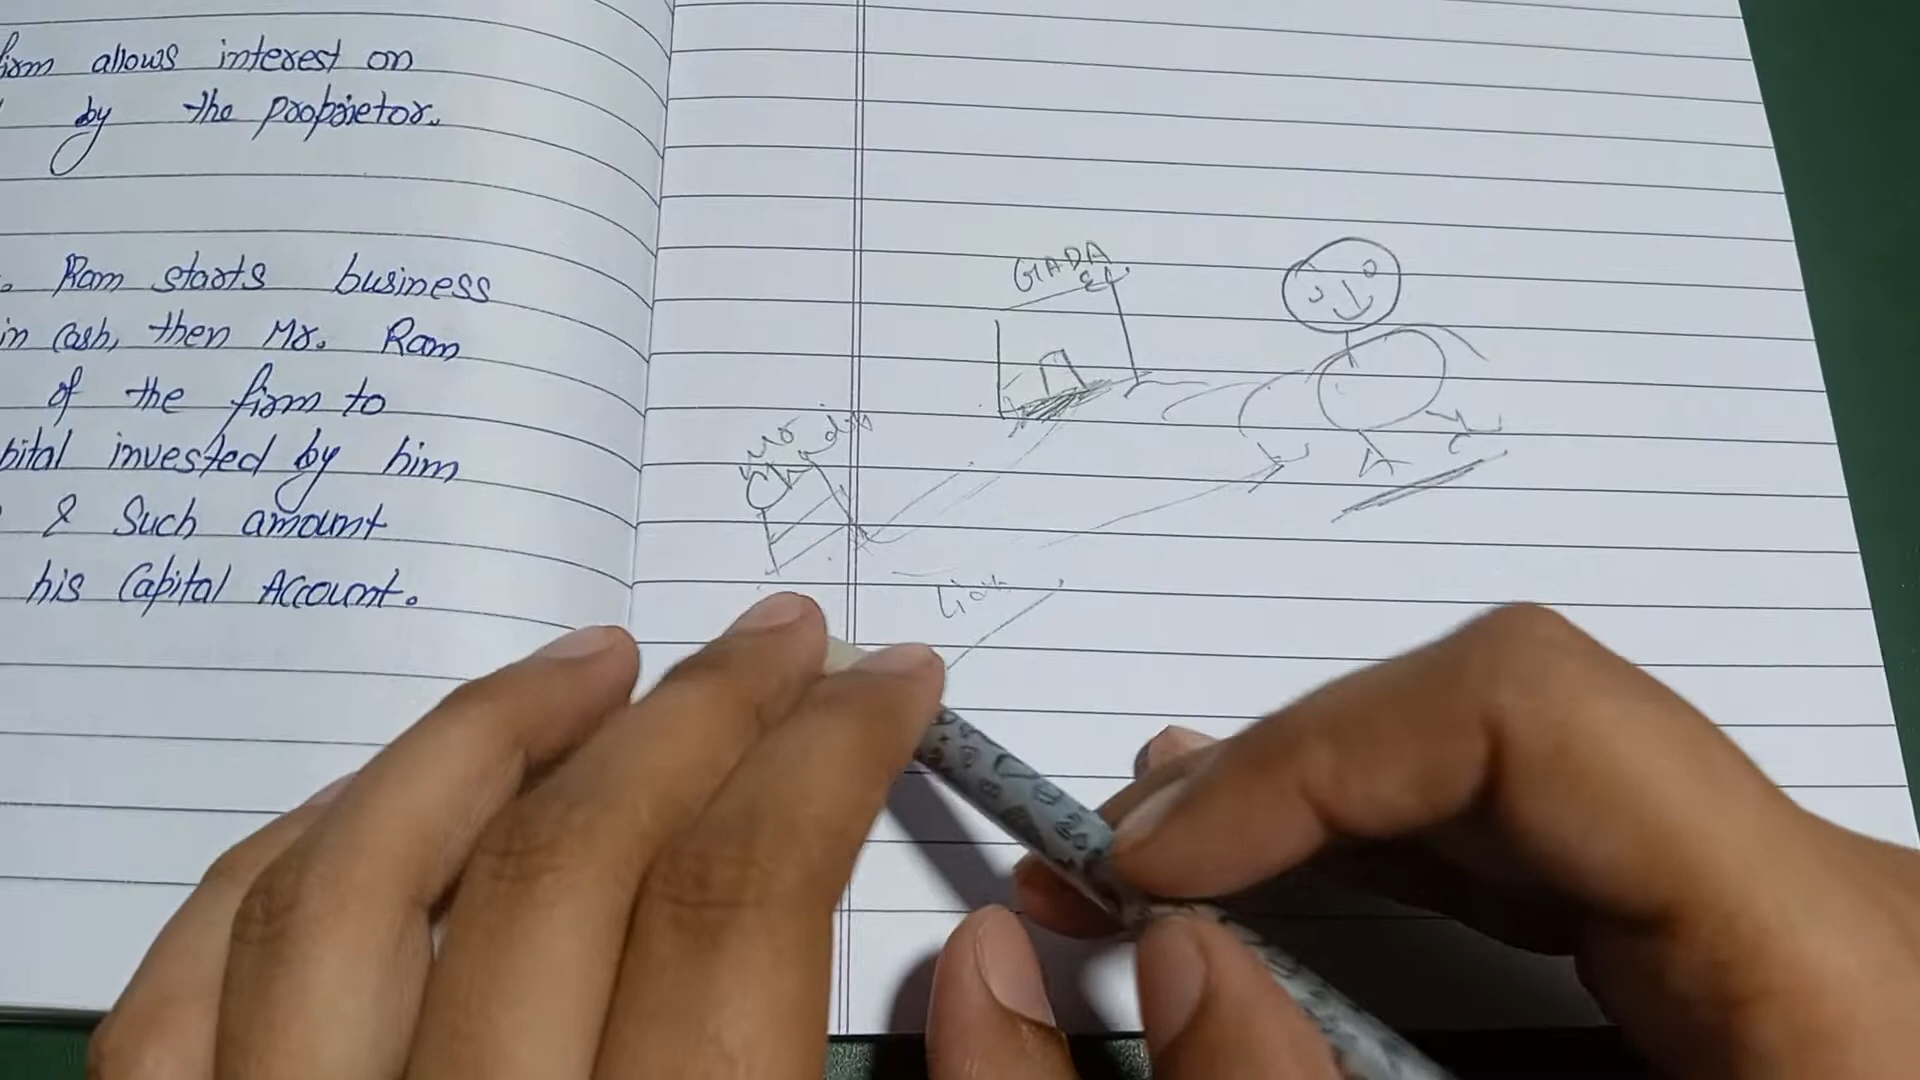 firm allows interest on
by the proprietor.
. Ram starts business
in Cash, then Mr. Ram
of the firm to
pital invested by him
& Such amount
his Capital Account.
GADA